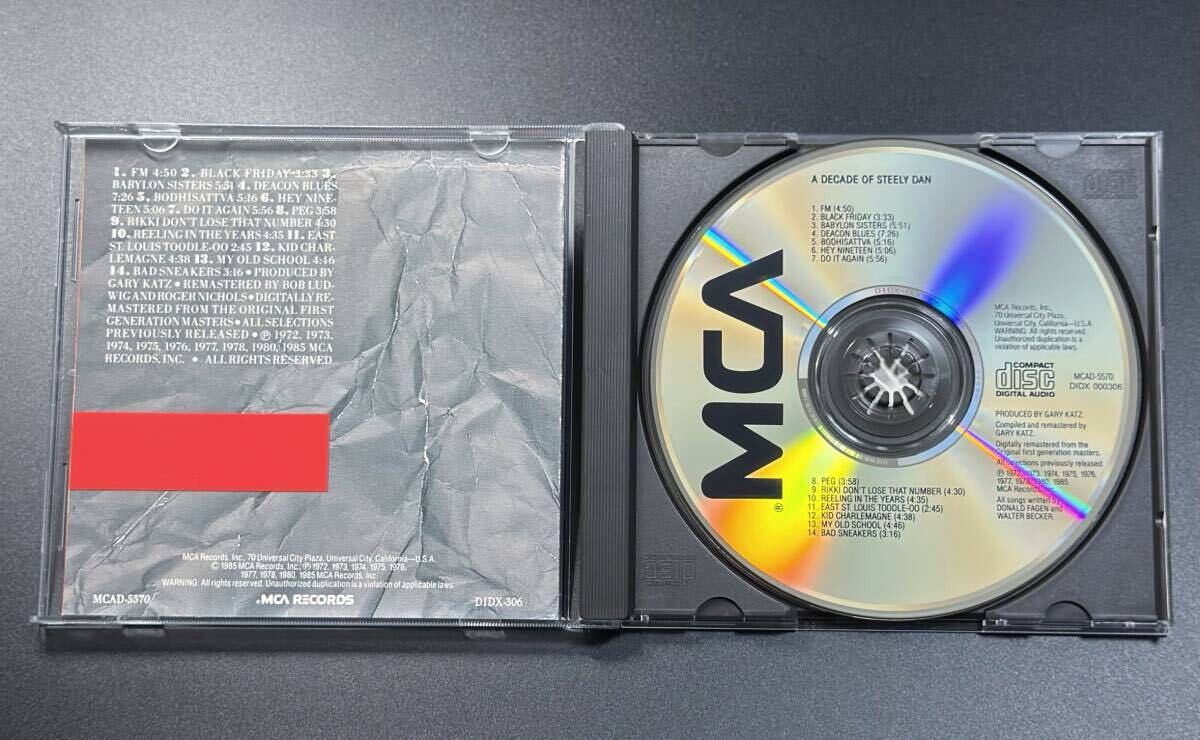 1. FM 4:50 2. BLACK FRIDAY 3:33 3.
BABYLON SISTERS 5:51 4. DEACON BLUES
7:26 5. BODHISATTVA 5:16 6. HEY NINE-
TEEN 5:06 7. DO IT AGAIN 5:56 8. PEG 3:58
9. RIKKI DON'T LOSE THAT NUMBER 4:30
10. REELING IN THE YEARS 4:35 11. EAST
ST. LOUIS TOODLE-OO 2:45 12. KID CHAR-
LEMAGNE 4:38 13. MY OLD SCHOOL 4:46
14. BAD SNEAKERS 3:16 • PRODUCED BY
GARY KATZ • REMASTERED BY BOB LUD-
WIG AND ROGER NICHOLS • DIGITALLY RE-
MASTERED FROM THE ORIGINAL FIRST
GENERATION MASTERS • ALL SELECTIONS
PREVIOUSLY RELEASED • ℗ 1972, 1973,
1974, 1975, 1976, 1977, 1978, 1980, 1985 MCA
RECORDS, INC. • ALL RIGHTS RESERVED
MCA Records, Inc., 70 Universal City Plaza, Universal City, California—U.S.A.
© 1985 MCA Records, Inc. ℗ 1972, 1973, 1974, 1975, 1976,
1977, 1978, 1980, 1985 MCA Records, Inc.
WARNING: All rights reserved. Unauthorized duplication is a violation of applicable laws.
MCAD-5570
MCA RECORDS
DIDX-306
A DECADE OF STEELY DAN
1. FM (4:50)
2. BLACK FRIDAY (3:33)
3. BABYLON SISTERS (5:51)
4. DEACON BLUES (7:26)
5. BODHISATTVA (5:16)
6. HEY NINETEEN (5:06)
7. DO IT AGAIN (5:56)
MCA®
MCA Records, Inc.,
70 Universal City Plaza,
Universal City, California—U.S.A.
WARNING: All rights reserved.
Unauthorized duplication is a
violation of applicable laws.
COMPACT
disc
DIGITAL AUDIO
MCAD-5570
DIDX 000306
PRODUCED BY GARY KATZ.
Compiled and remastered by
GARY KATZ.
Digitally remastered from the
original first generation masters.
All selections previously released.
℗ 1972, 1973, 1974, 1975, 1976,
1977, 1978, 1980, 1985
MCA Records, Inc.
All songs written by
DONALD FAGEN and
WALTER BECKER.
8. PEG (3:58)
9. RIKKI DON'T LOSE THAT NUMBER (4:30)
10. REELING IN THE YEARS (4:35)
11. EAST ST. LOUIS TOODLE-OO (2:45)
12. KID CHARLEMAGNE (4:38)
13. MY OLD SCHOOL (4:46)
14. BAD SNEAKERS (3:16)
disc
disc